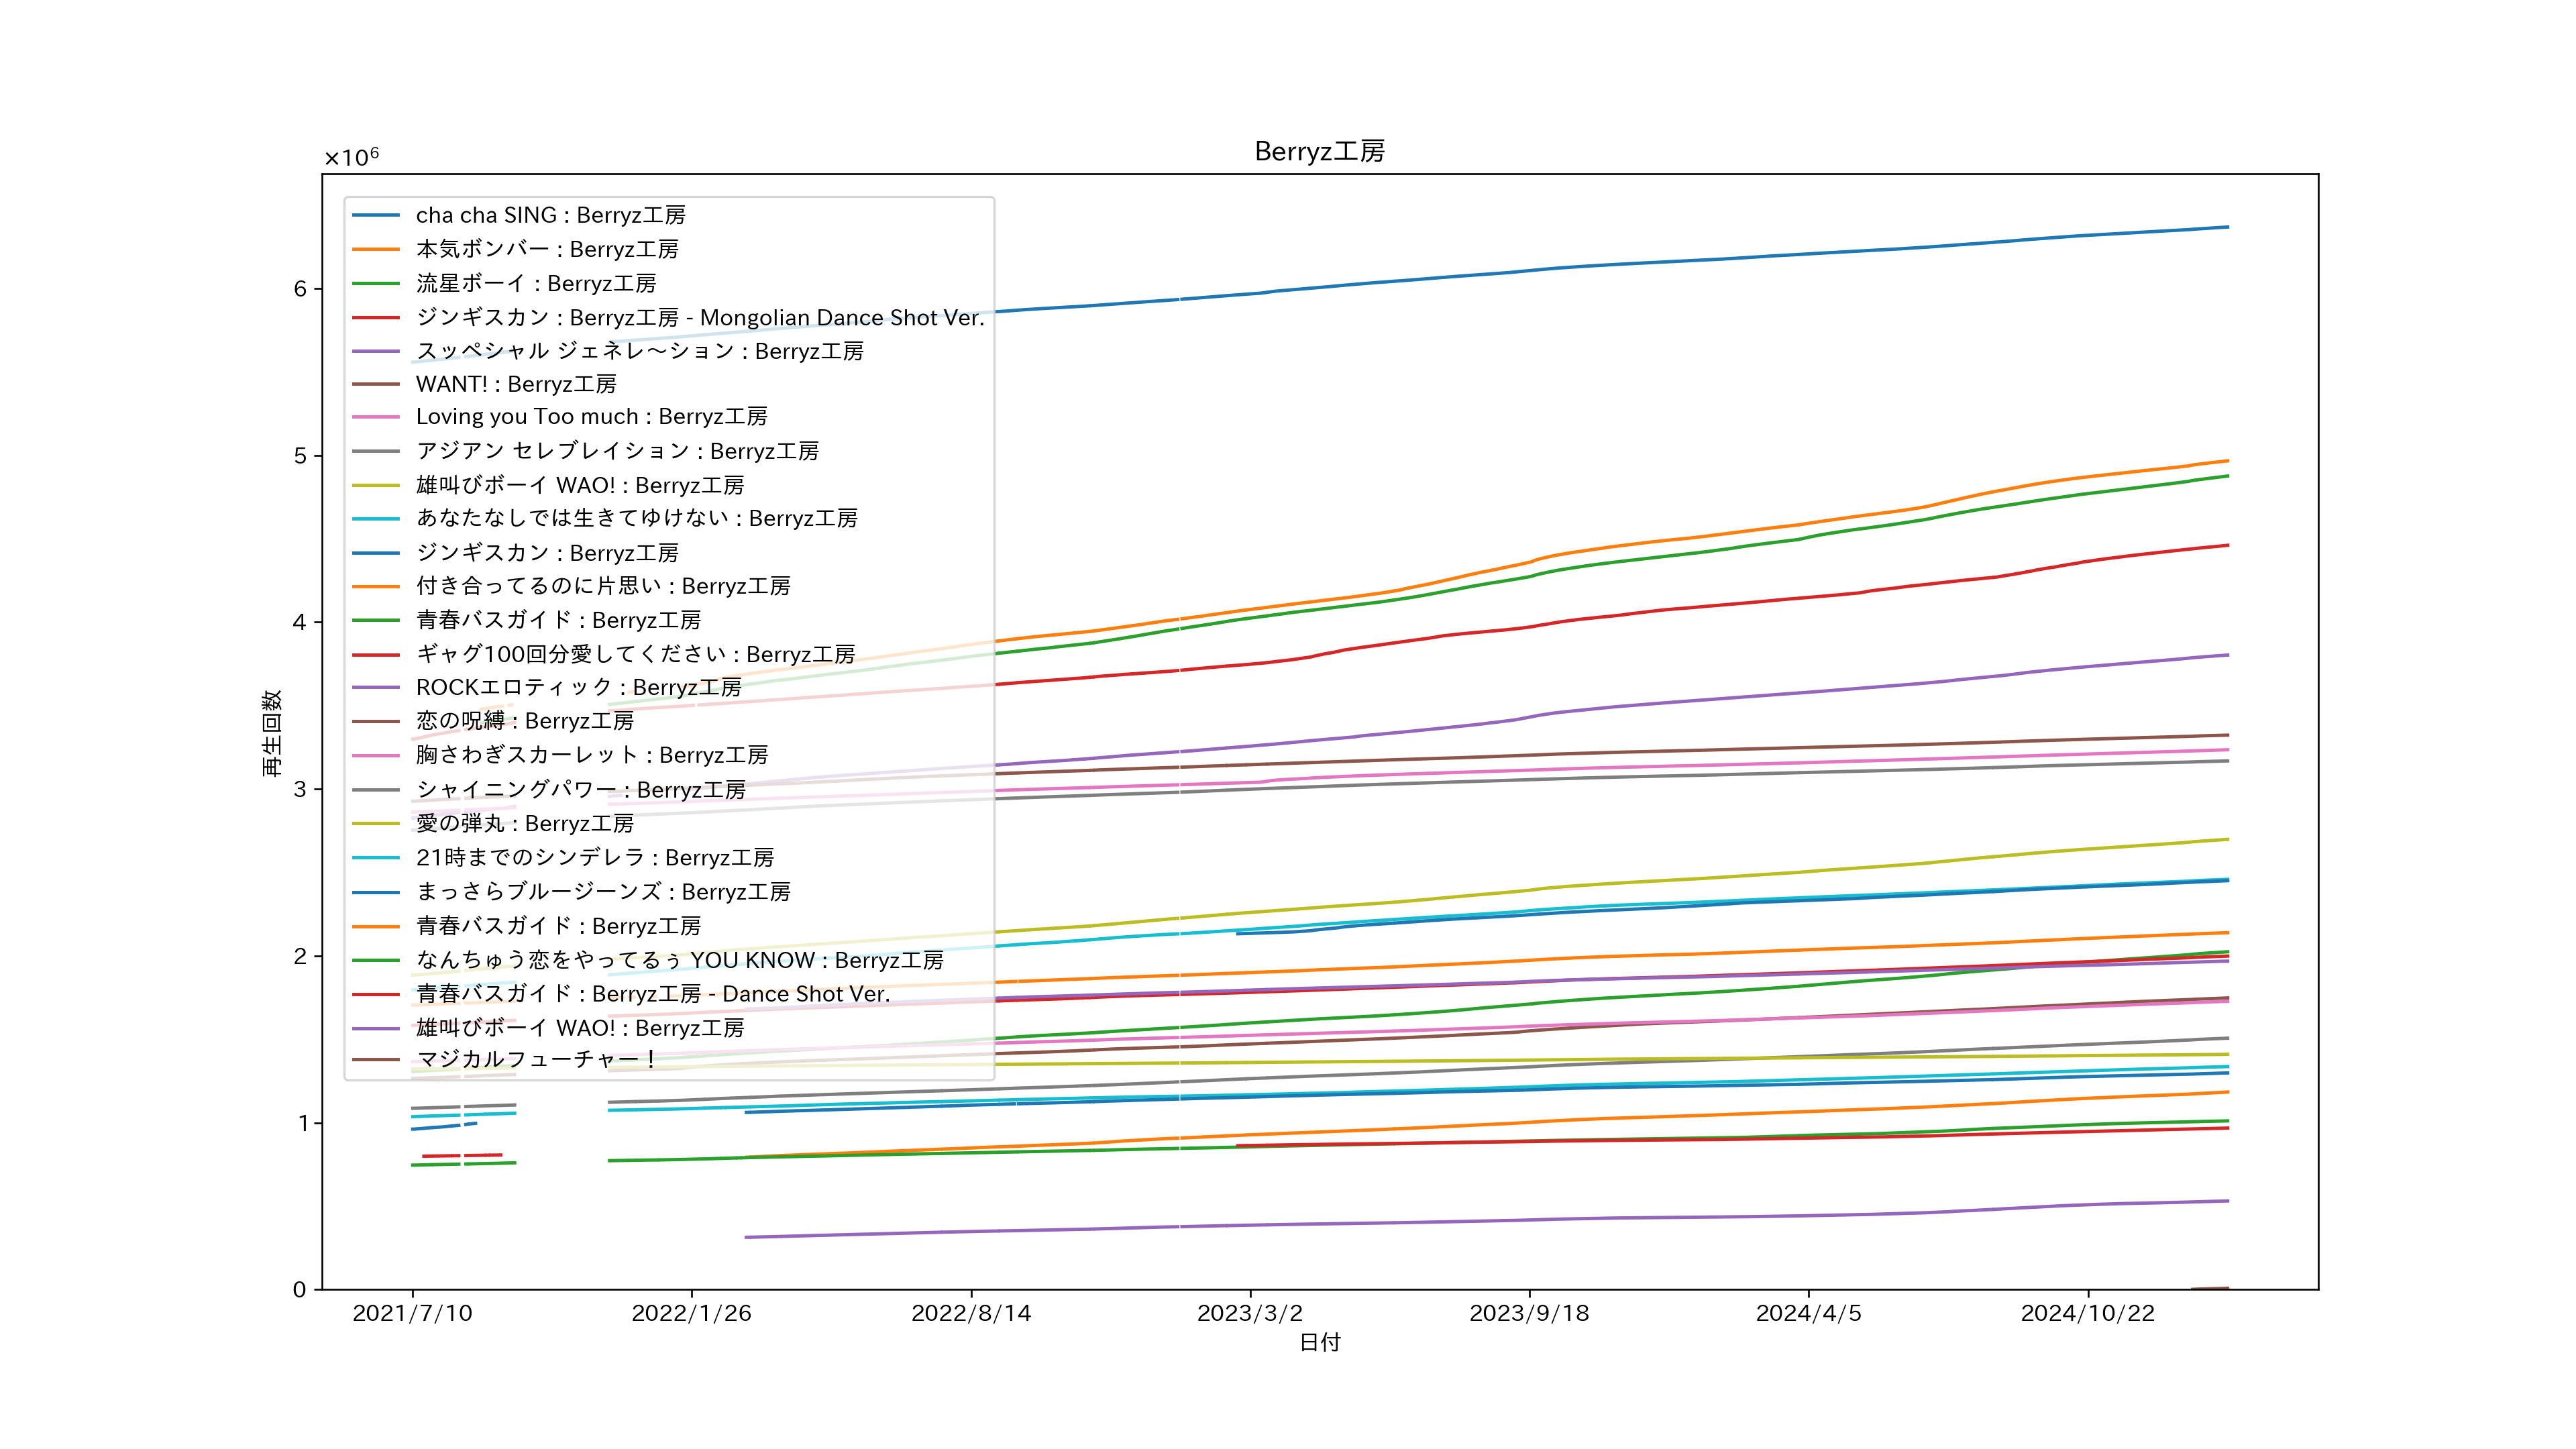 Berryz工房
×10⁶
cha cha SING : Berryz工房
本気ボンバー : Berryz工房
流星ボーイ : Berryz工房
ジンギスカン : Berryz工房 - Mongolian Dance Shot Ver.
スッペシャル ジェネレ～ション : Berryz工房
WANT! : Berryz工房
Loving you Too much : Berryz工房
アジアン セレブレイション : Berryz工房
雄叫びボーイ WAO! : Berryz工房
あなたなしでは生きてゆけない : Berryz工房
ジンギスカン : Berryz工房
付き合ってるのに片思い : Berryz工房
青春バスガイド : Berryz工房
ギャグ100回分愛してください : Berryz工房
ROCKエロティック : Berryz工房
恋の呪縛 : Berryz工房
胸さわぎスカーレット : Berryz工房
シャイニングパワー : Berryz工房
愛の弾丸 : Berryz工房
21時までのシンデレラ : Berryz工房
まっさらブルージーンズ : Berryz工房
青春バスガイド : Berryz工房
なんちゅう恋をやってるぅ YOU KNOW : Berryz工房
青春バスガイド : Berryz工房 - Dance Shot Ver.
雄叫びボーイ WAO! : Berryz工房
マジカルフューチャー！
再生回数
6
5
4
3
2
1
0
2021/7/10
2022/1/26
2022/8/14
2023/3/2
2023/9/18
2024/4/5
2024/10/22
日付